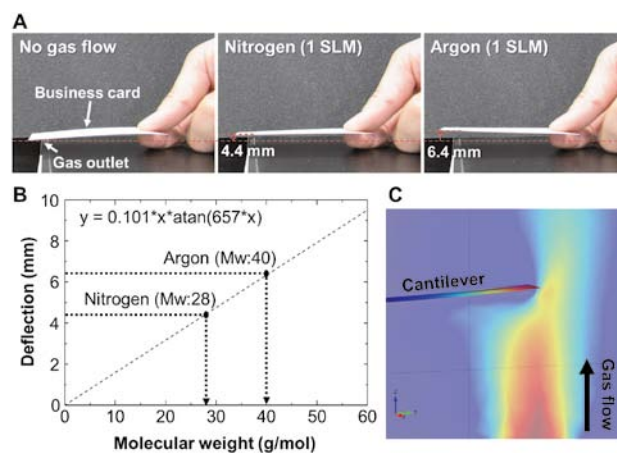 A
No gas flow
Nitrogen (1 SLM)
Argon (1 SLM)
Business card
Gas outlet
4.4 mm
6.4 mm
B
10
8
6
4
2
0
Deflection (mm)
y = 0.101*x*atan(657*x)
Argon (Mw:40)
Nitrogen (Mw:28)
0 10 20 30 40 50 60
Molecular weight (g/mol)
C
Cantilever
Gas flow